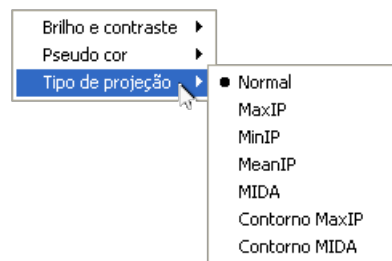 Brilho e contraste
Pseudo cor
Tipo de projeção
Normal
MaxIP
MinIP
MeanIP
MIDA
Contorno MaxIP
Contorno MIDA